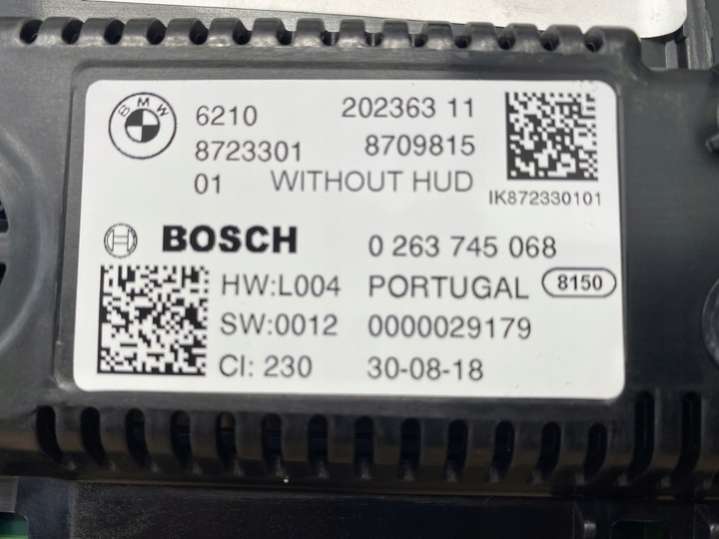 BMW
6210 202363 11
8723301 8709815
01 WITHOUT HUD
IK872330101
BOSCH 0 263 745 068
HW:L004 PORTUGAL 8150
SW:0012 0000029179
CI: 230 30-08-18